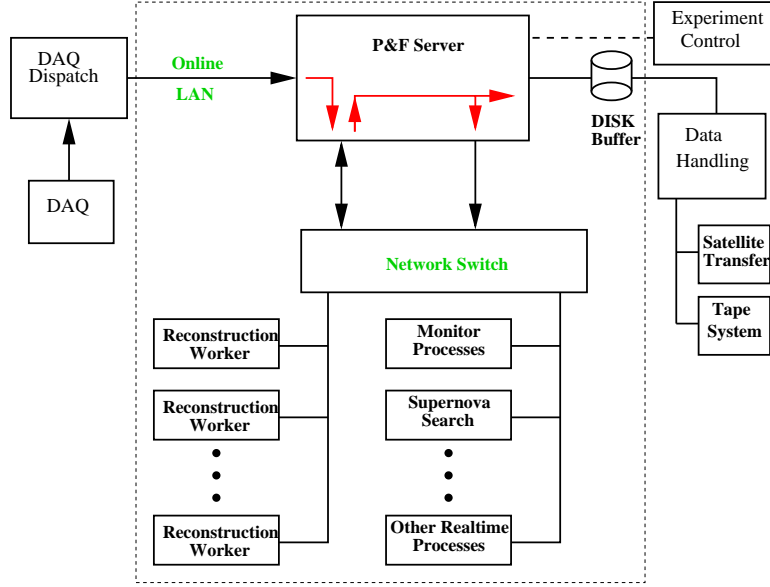 DAQ
Dispatch
Online
LAN
P&F Server
Experiment
Control
DISK
Buffer
Data
Handling
DAQ
Satellite
Transfer
Tape
System
Network Switch
Reconstruction
Worker
Monitor
Processes
Reconstruction
Worker
Supernova
Search
Reconstruction
Worker
Other Realtime
Processes